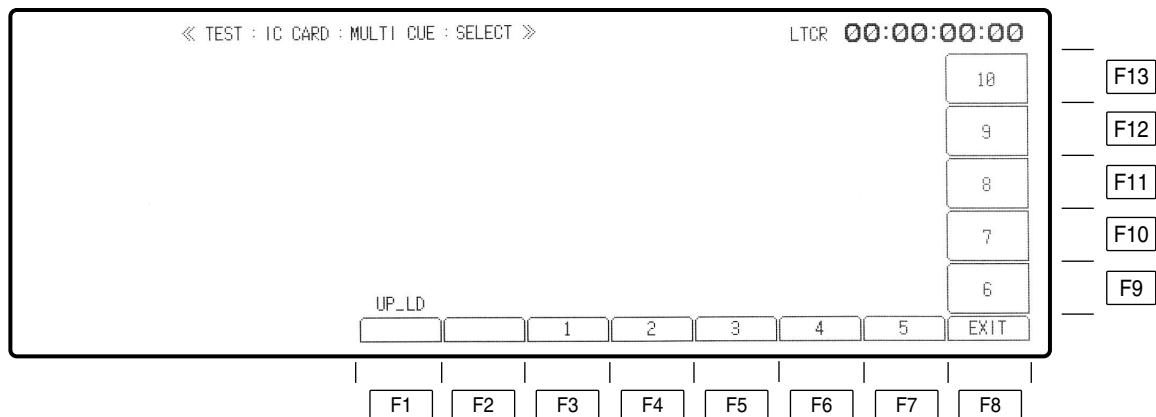 ≪ TEST : IC CARD : MULTI CUE : SELECT ≫ LTCR 00:00:00:00
10 F13
9 F12
8 F11
7 F10
6 F9
UP_LD
1 2 3 4 5 EXIT
F1 F2 F3 F4 F5 F6 F7 F8